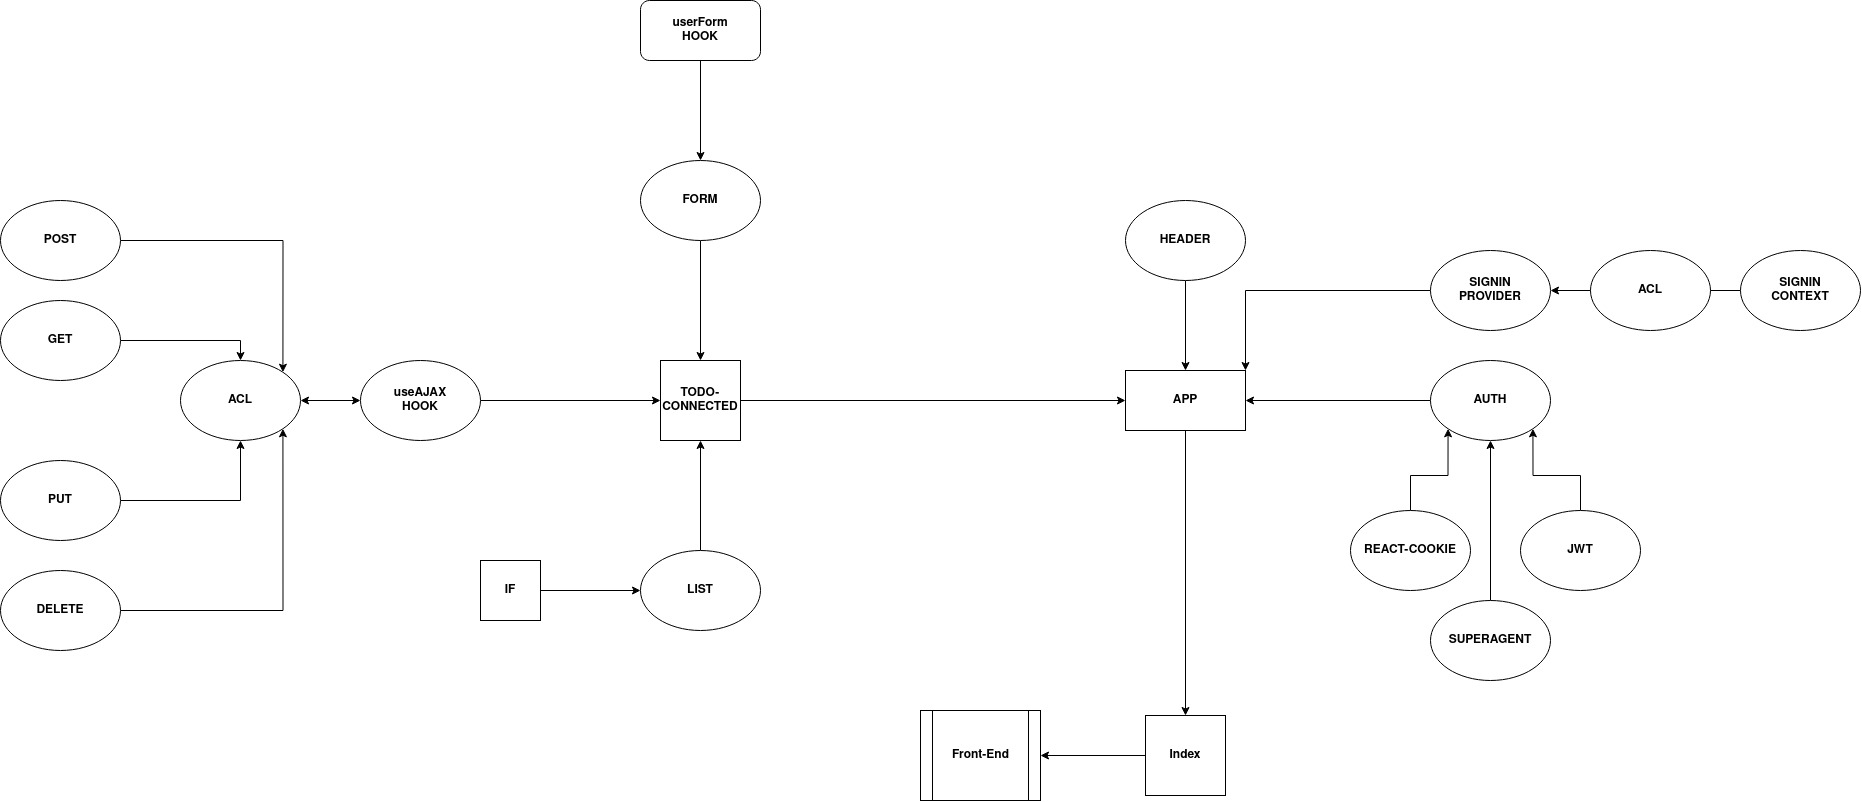 userForm
HOOK
FORM
POST
HEADER
SIGNIN
PROVIDER
ACL
SIGNIN
CONTEXT
GET
ACL
useAJAX
HOOK
TODO-
CONNECTED
APP
AUTH
PUT
REACT-COOKIE
JWT
DELETE
IF
LIST
SUPERAGENT
Front-End
Index